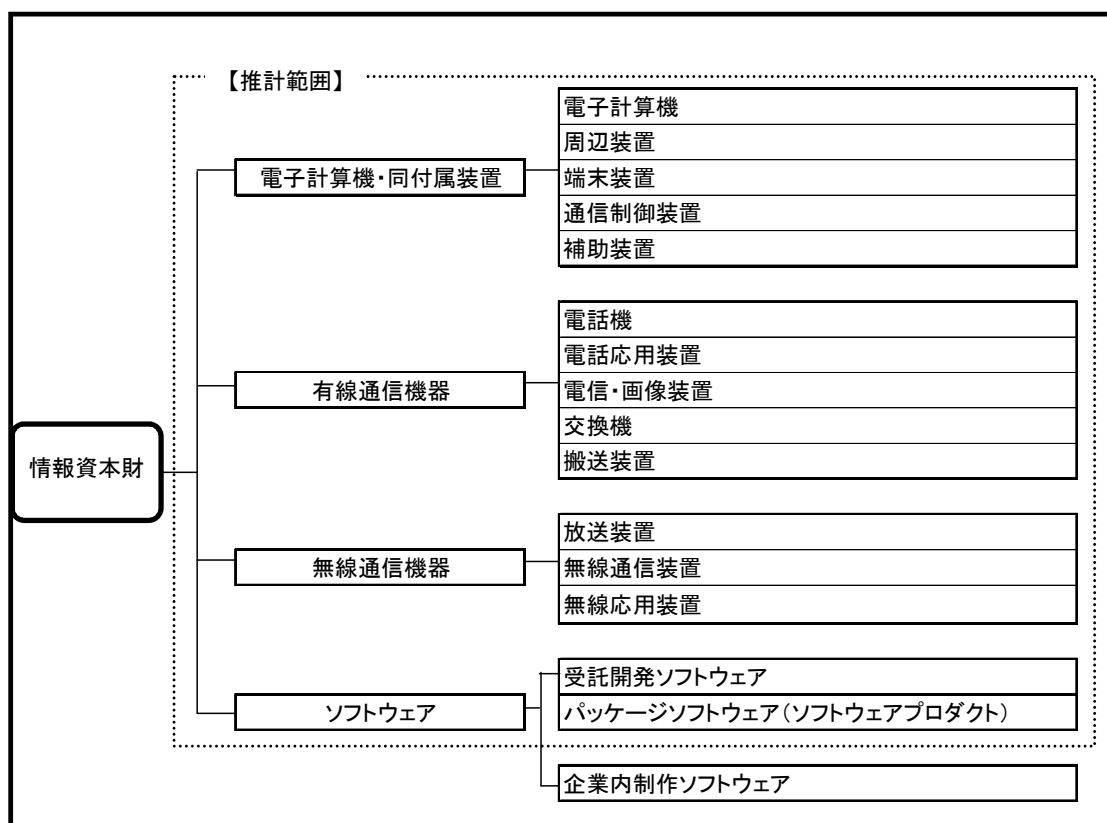 【推計範囲】
電子計算機・同付属装置
電子計算機
周辺装置
端末装置
通信制御装置
補助装置
有線通信機器
電話機
電話応用装置
電信・画像装置
交換機
搬送装置
情報資本財
無線通信機器
放送装置
無線通信装置
無線応用装置
ソフトウェア
受託開発ソフトウェア
パッケージソフトウェア(ソフトウェアプロダクト)
企業内制作ソフトウェア